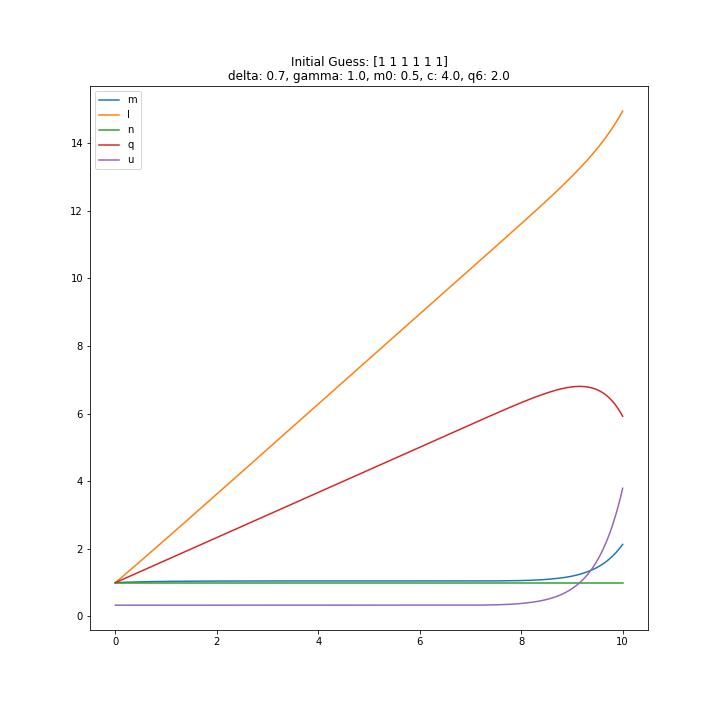 Initial Guess: [1 1 1 1 1 1]
delta: 0.7, gamma: 1.0, m0: 0.5, c: 4.0, q6: 2.0
m
l
n
q
u
14
12
10
8
6
4
2
0
0 2 4 6 8 10